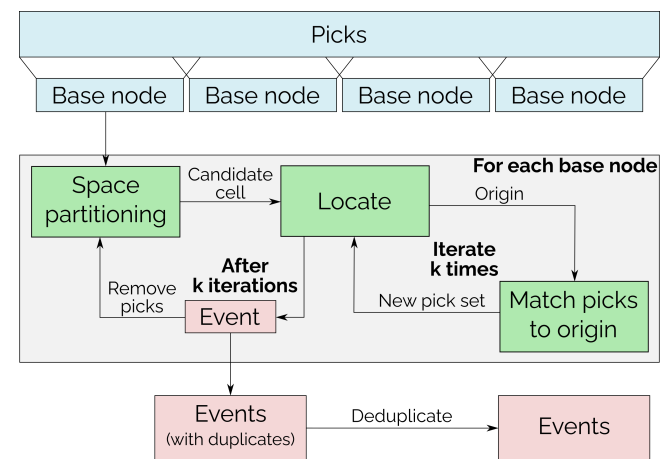 Picks
Base node
Base node
Base node
Base node
For each base node
Space
partitioning
Candidate
cell
Locate
Origin
After
k iterations
Iterate
k times
Remove
picks
Event
New pick set
Match picks
to origin
Events
(with duplicates)
Deduplicate
Events